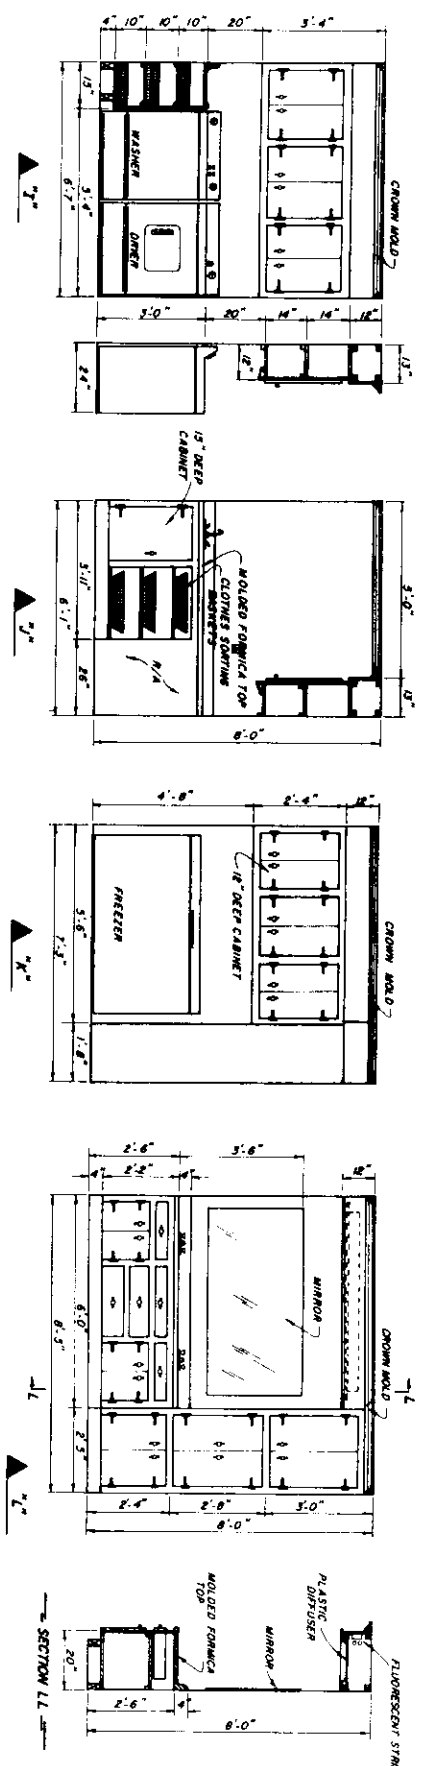 4" 10" 10" 10" 20" 3'-4"
15"
5'-4"
6'-7"
WASHER
DRYER
CROWN MOLD
"I"
3'-0" 20" 14" 14" 12"
24"
12"
13"
15" DEEP
CABINET
3'-11"
6'-1"
26"
N/A
MOLDED FORMICA TOP
CLOTHES SORTING
BASKETS
5'-0"
13"
"J"
8'-0"
4'-8" 2'-4" 12"
FREEZER
12" DEEP CABINET
CROWN MOLD
5'-6"
7'-2"
1'-8"
"K"
2'-6" 3'-6" 12"
4" 2'-2" 4"
MIRROR
CROWN MOLD
6'-0"
8'-5"
2'-5"
L
L
"L"
2'-4" 2'-8" 3'-0"
8'-0"
MOLDED FORMICA
TOP
MIRROR
PLASTIC
DIFFUSER
FLUORESCENT
20"
2'-6" 4"
8'-0"
SECTION LL